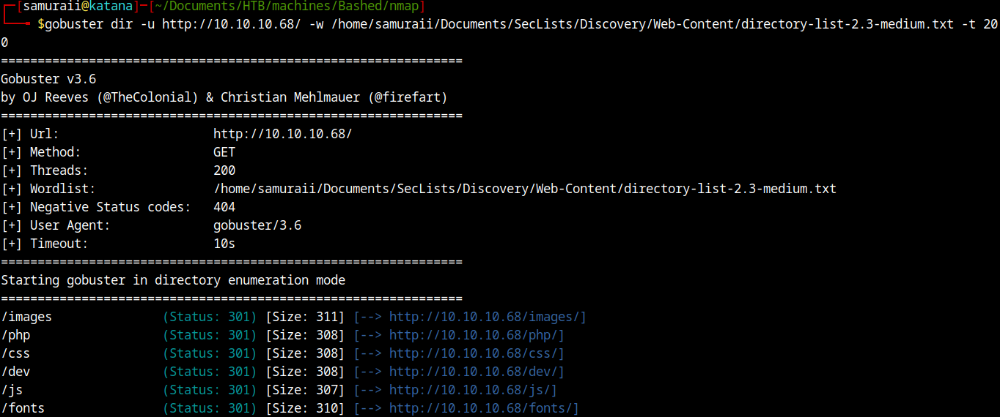 [samuraii@katana]-[~/Documents/HTB/machines/Bashed/nmap]
$gobuster dir -u http://10.10.10.68/ -w /home/samuraii/Documents/SecLists/Discovery/Web-Content/directory-list-2.3-medium.txt -t 20
0
===============================================================
Gobuster v3.6
by OJ Reeves (@TheColonial) & Christian Mehlmauer (@firefart)
===============================================================
[+] Url:                     http://10.10.10.68/
[+] Method:                  GET
[+] Threads:                 200
[+] Wordlist:                /home/samuraii/Documents/SecLists/Discovery/Web-Content/directory-list-2.3-medium.txt
[+] Negative Status codes:   404
[+] User Agent:              gobuster/3.6
[+] Timeout:                 10s
===============================================================
Starting gobuster in directory enumeration mode
===============================================================
/images               (Status: 301) [Size: 311] [--> http://10.10.10.68/images/]
/php                  (Status: 301) [Size: 308] [--> http://10.10.10.68/php/]
/css                  (Status: 301) [Size: 308] [--> http://10.10.10.68/css/]
/dev                  (Status: 301) [Size: 308] [--> http://10.10.10.68/dev/]
/js                   (Status: 301) [Size: 307] [--> http://10.10.10.68/js/]
/fonts                (Status: 301) [Size: 310] [--> http://10.10.10.68/fonts/]